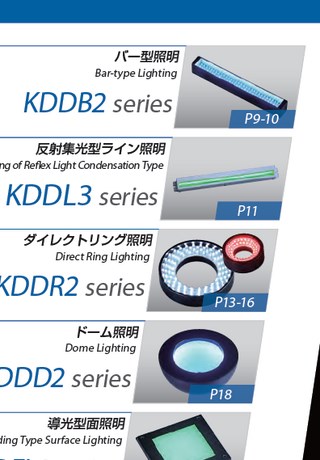 バー型照明
Bar-type Lighting
KDDB2 series
P9-10
反射集光型ライン照明
of Reflex Light Condensation Type
KDDL3 series
P11
ダイレクトリング照明
Direct Ring Lighting
KDDR2 series
P13-16
ドーム照明
Dome Lighting
DDD2 series
P18
導光型面照明
Type Surface Lighting